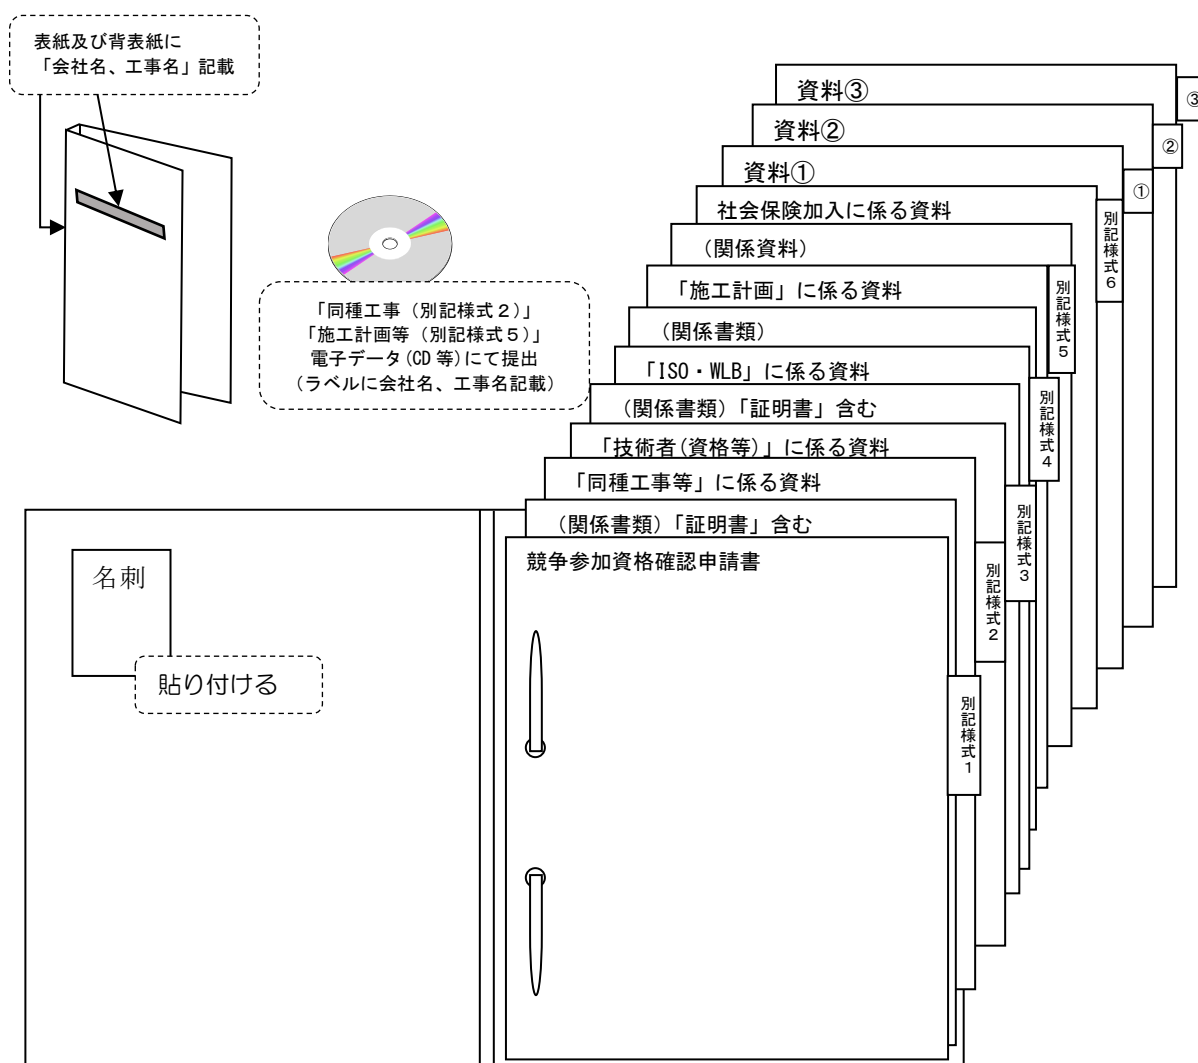 表紙及び背表紙に
「会社名、工事名」記載
資料③
③
資料②
②
資料①
①
社会保険加入に係る資料
別記様式6
(関係資料)
「施工計画」に係る資料
別記様式5
(関係書類)
「ISO・WLB」に係る資料
別記様式4
(関係書類)「証明書」含む
「技術者(資格等)」に係る資料
別記様式3
「同種工事等」に係る資料
別記様式2
(関係書類)「証明書」含む
競争参加資格確認申請書
別記様式1
「同種工事(別記様式2)」
「施工計画等(別記様式5)」
電子データ(CD等)にて提出
(ラベルに会社名、工事名記載)
名刺
貼り付ける